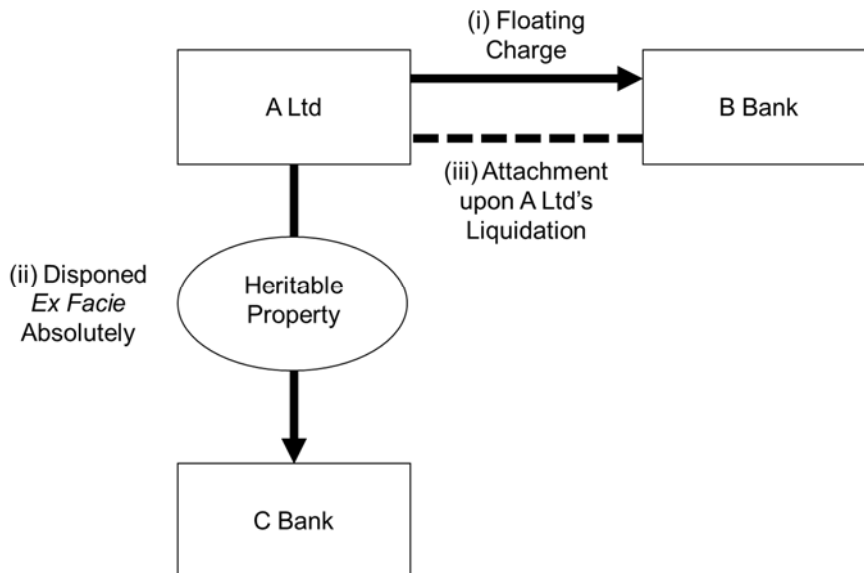 (i) Floating
Charge
A Ltd
B Bank
(iii) Attachment
upon A Ltd's
Liquidation
(ii) Disponed
Ex Facie
Absolutely
Heritable
Property
C Bank